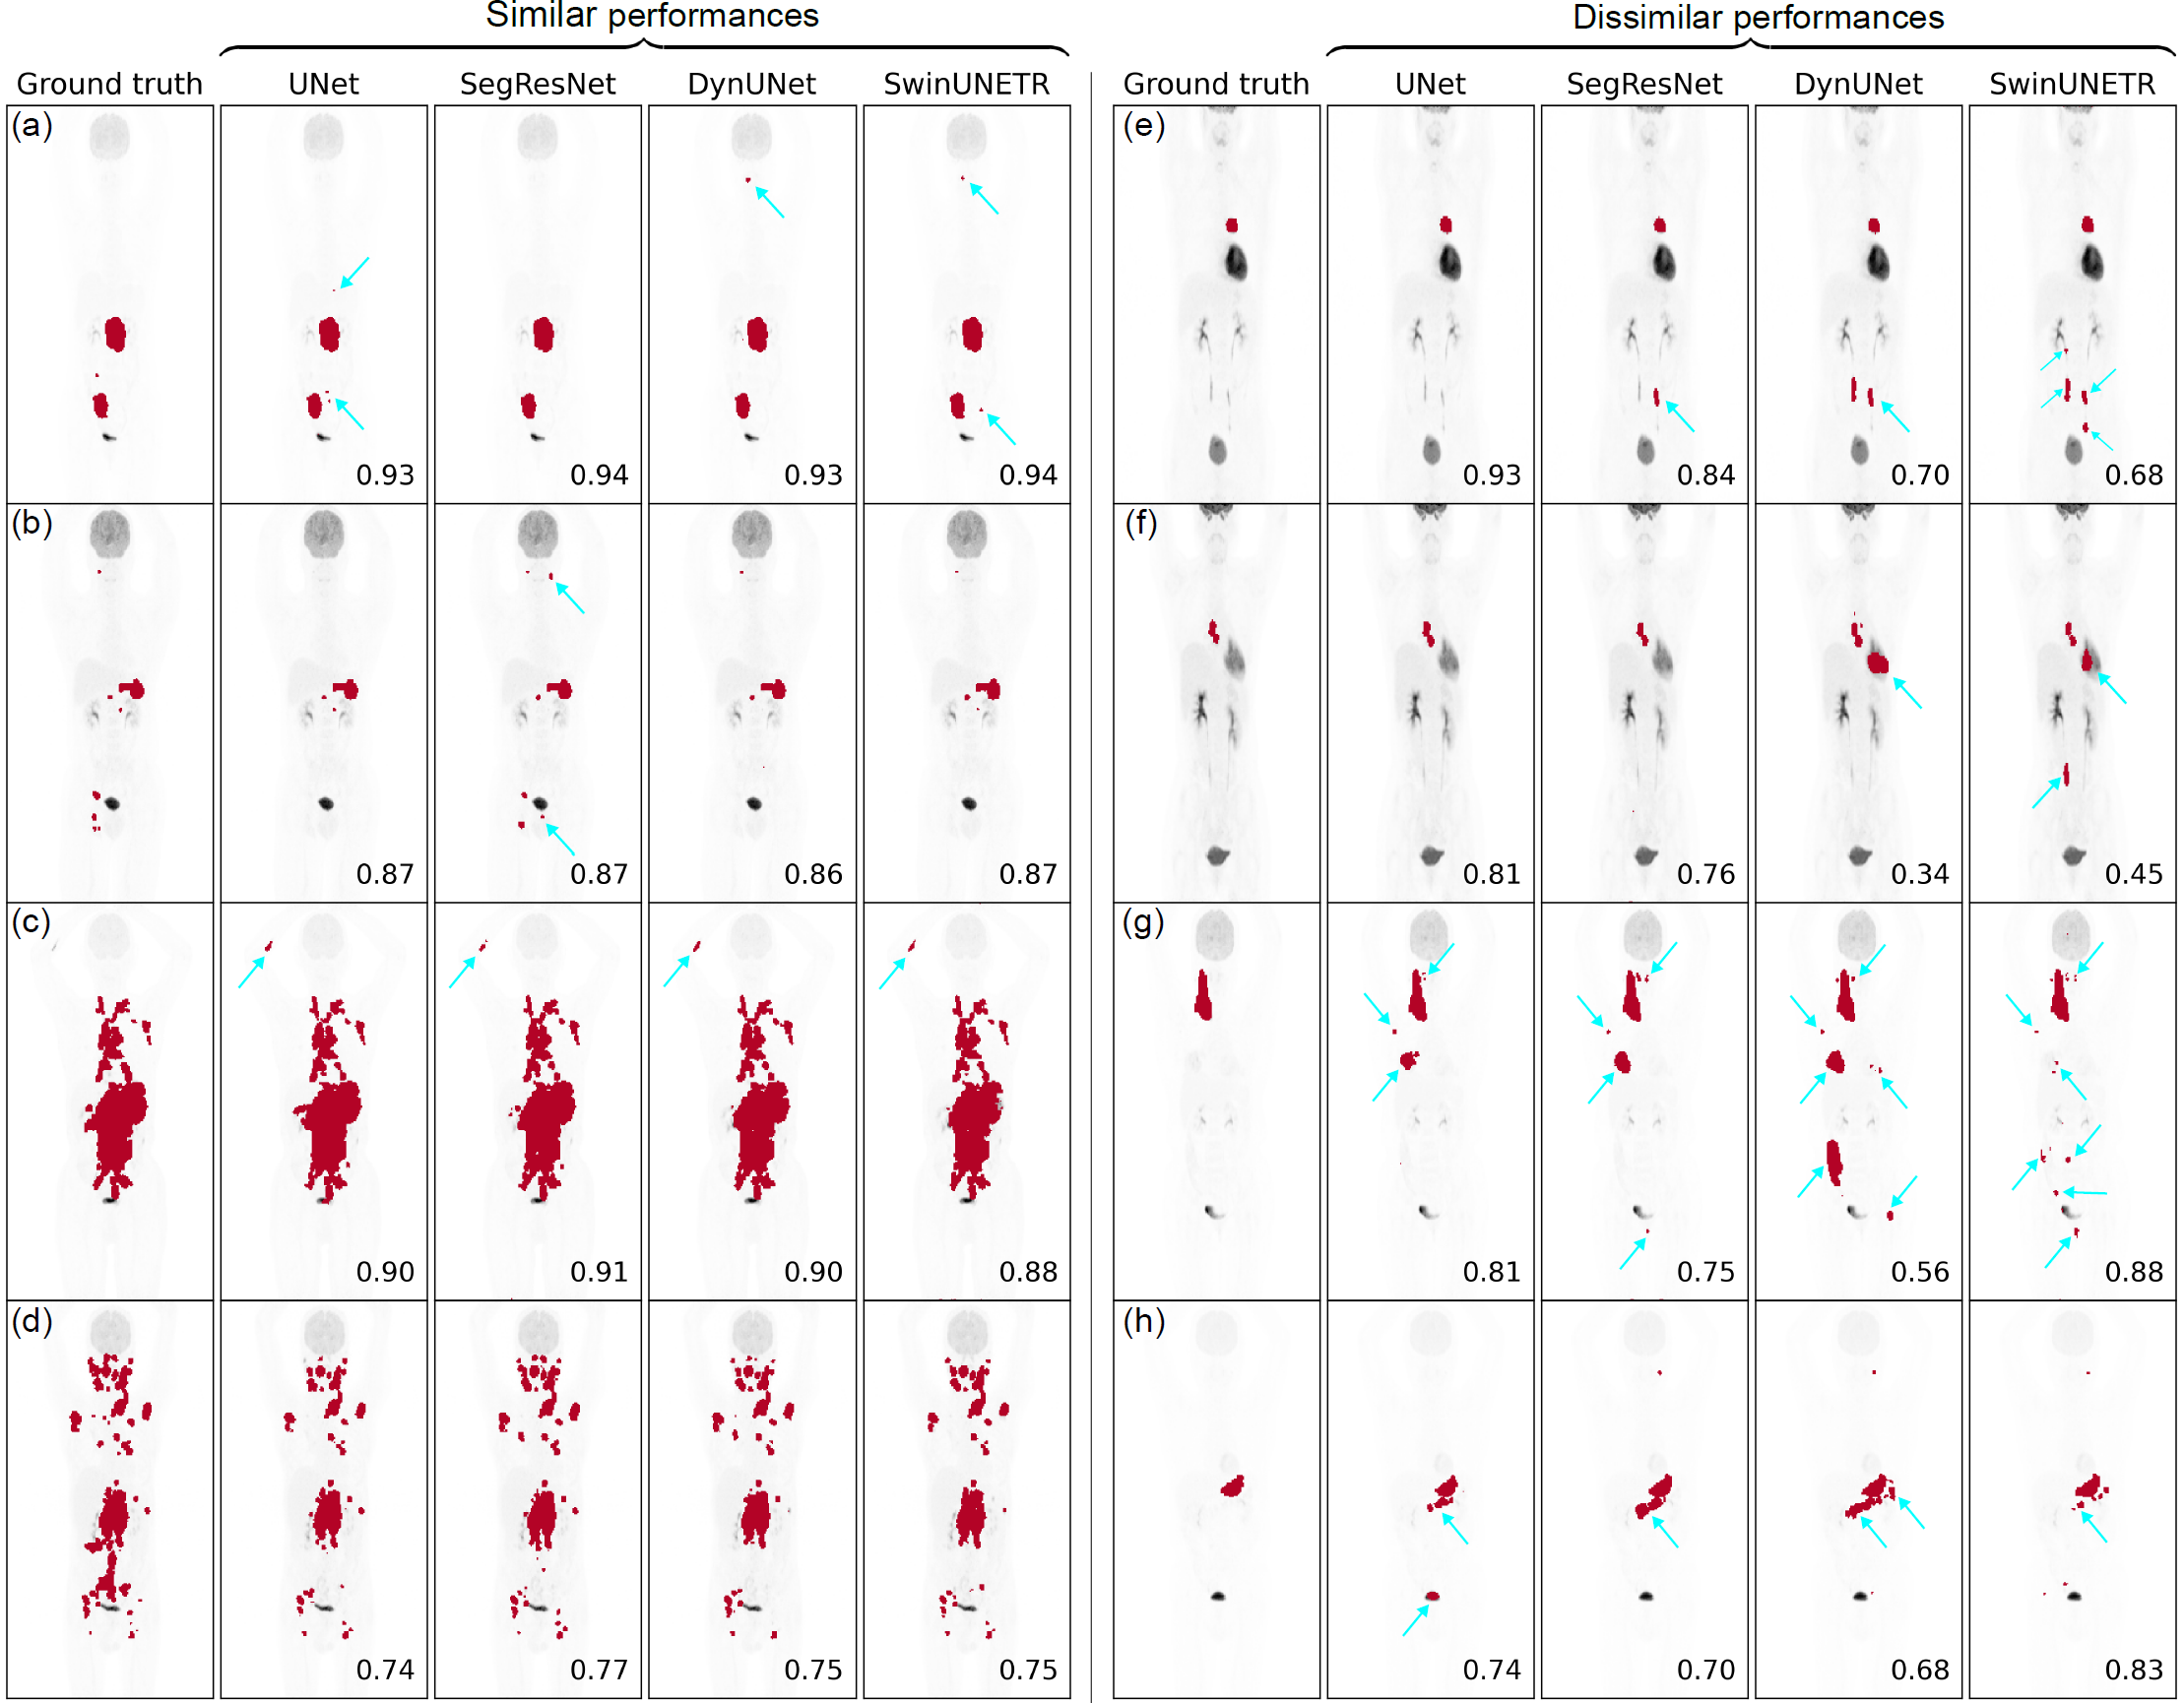 Similar performances
Dissimilar performances
Ground truth UNet SegResNet DynUNet SwinUNETR
Ground truth UNet SegResNet DynUNet SwinUNETR
(a)
0.93 0.94 0.93 0.94
(e)
0.93 0.84 0.70 0.68
(b)
0.87 0.87 0.86 0.87
(f)
0.81 0.76 0.34 0.45
(c)
0.90 0.91 0.90 0.88
(g)
0.81 0.75 0.56 0.88
(d)
0.74 0.77 0.75 0.75
(h)
0.74 0.70 0.68 0.83